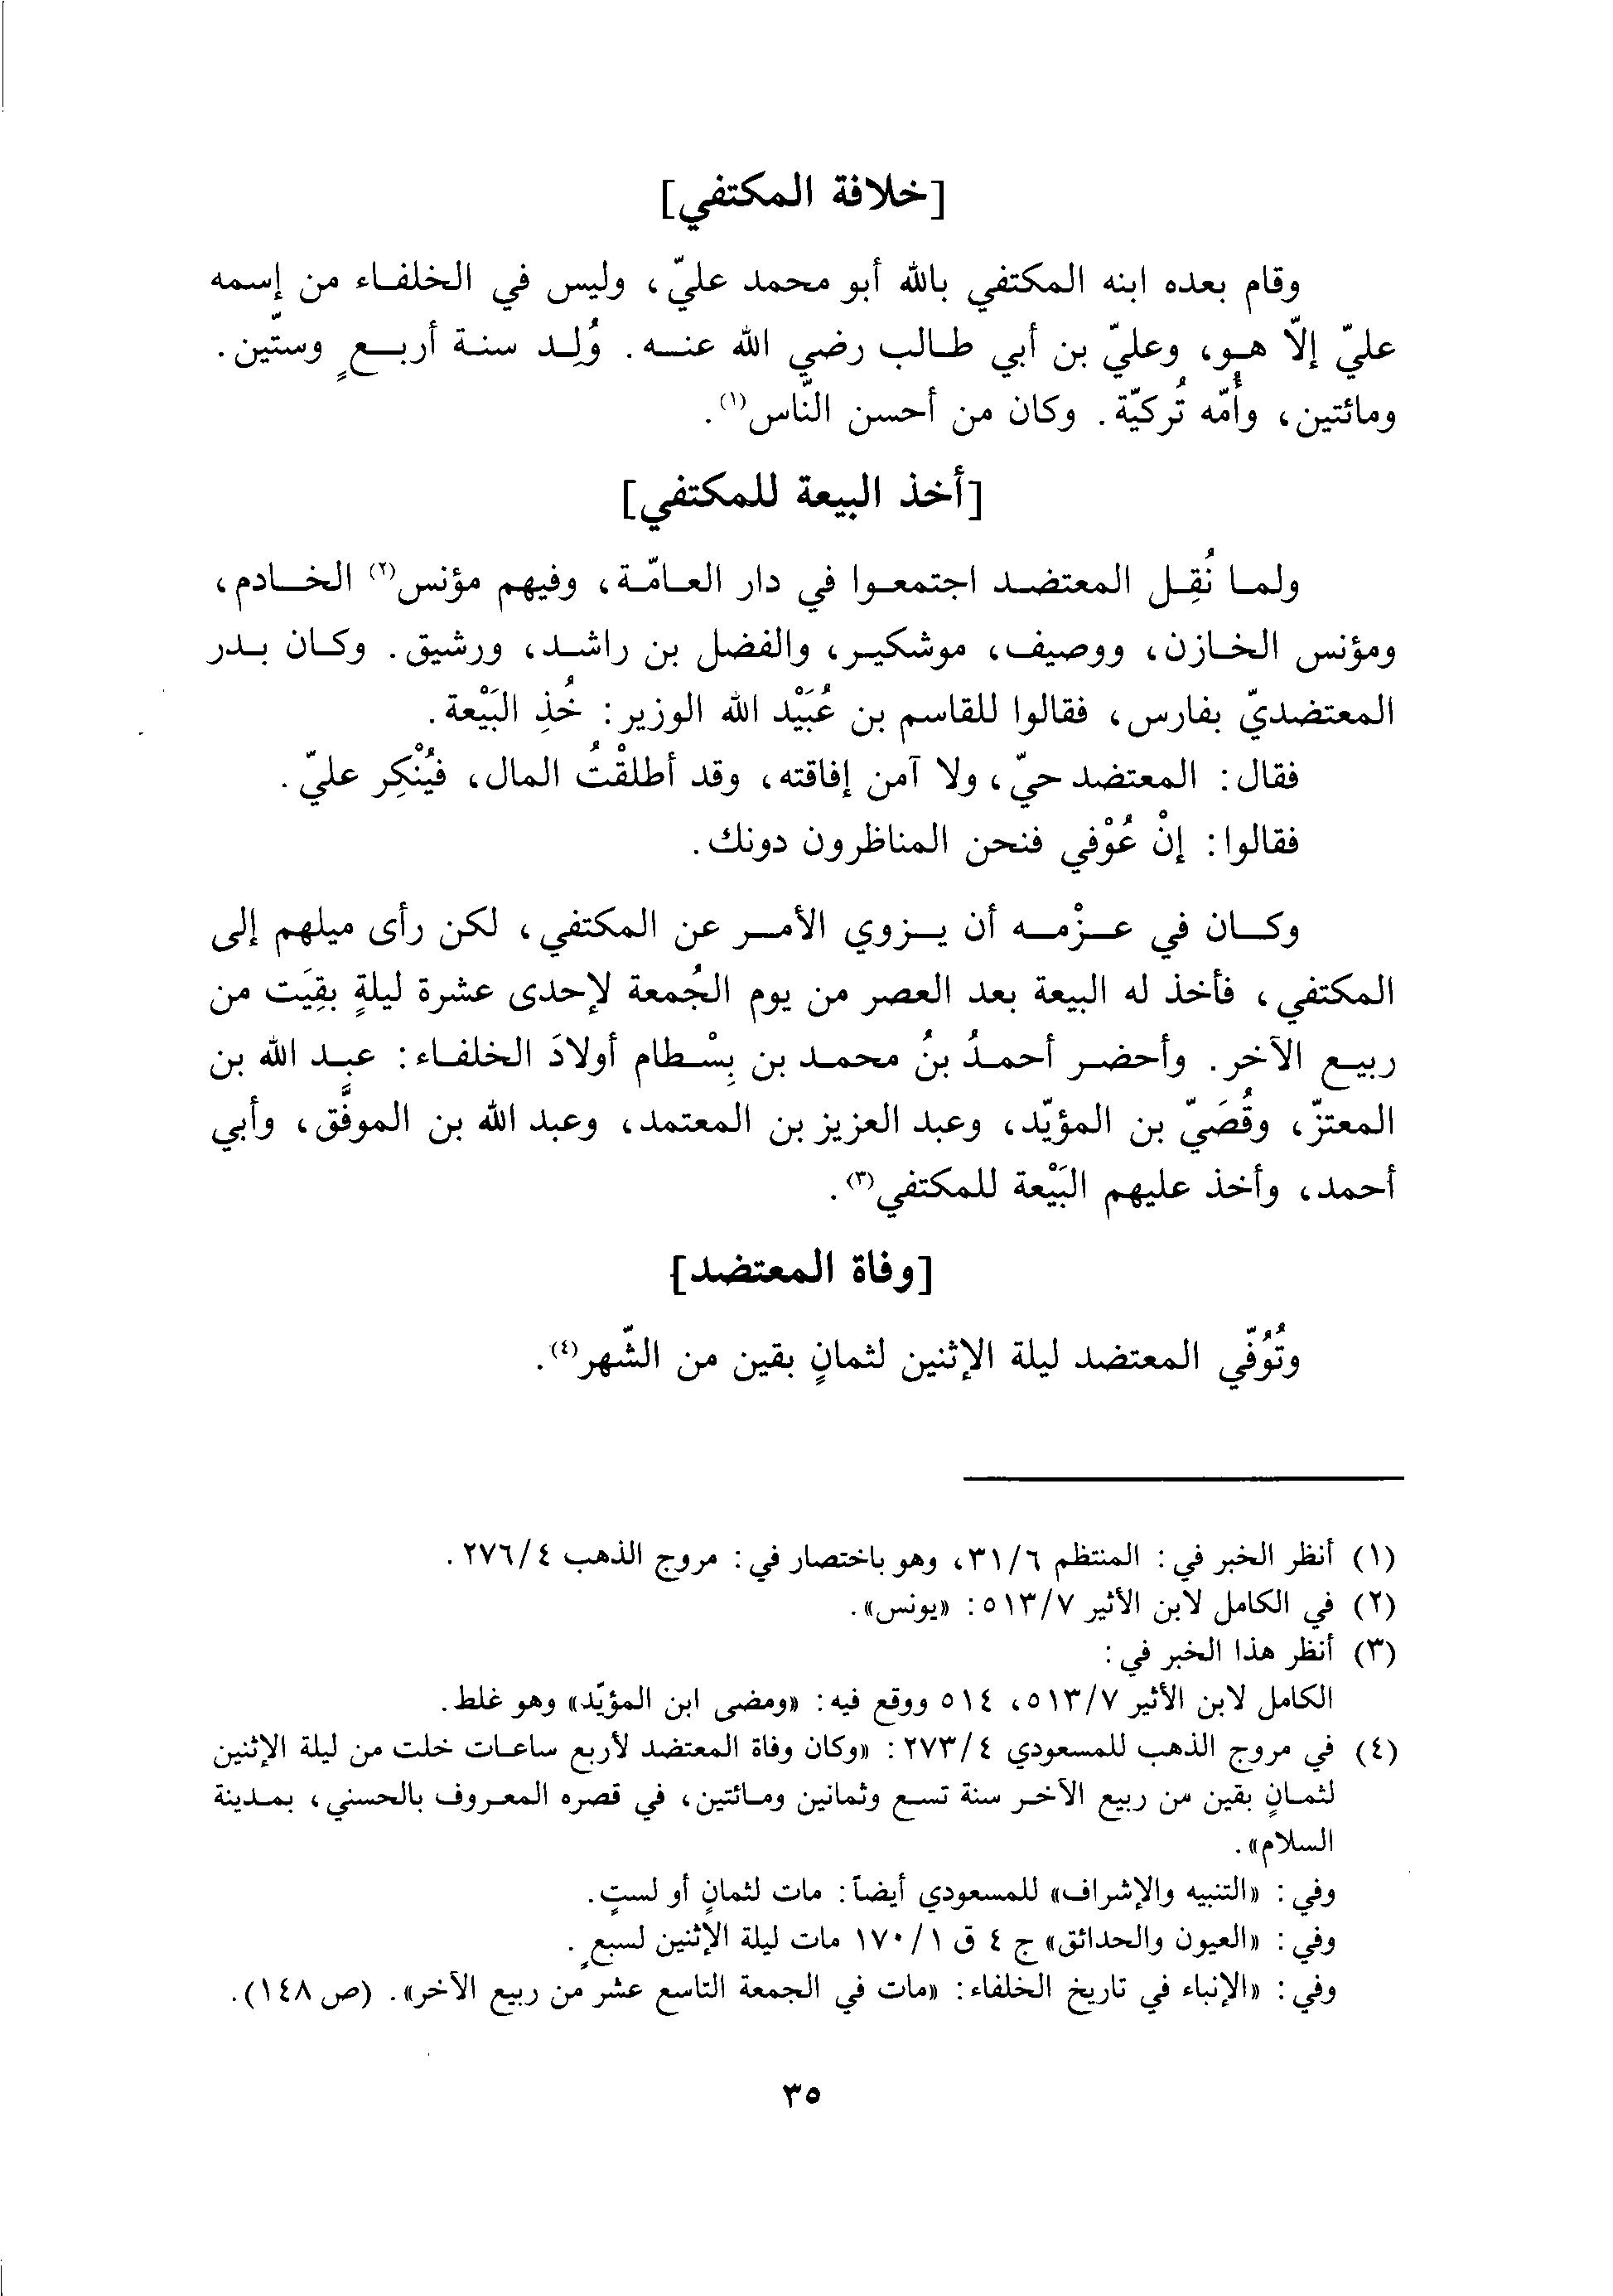 [خلافة المكتفي]
وقام بعده ابنه المكتفي بالله أبو محمد عليّ، وليس في الخلفاء من إسمه
عليّ إلّا هو، وعليّ بن أبي طالب رضي الله عنه. وُلِد سنة أربعٍ وستّين.
ومائتين، وأُمّه تُركيّة. وكان من أحسن النّاس(١).
[أخذ البيعة للمكتفي]
ولما نُقِل المعتضد اجتمعوا في دار العامّة، وفيهم مؤنس(٢) الخادم،
ومؤنس الخازن، ووصيف، موشكير، والفضل بن راشد، ورشيق. وكان بدر
المعتضديّ بفارس، فقالوا للقاسم بن عُبَيْد الله الوزير: خُذِ البَيْعة.
فقال: المعتضد حيّ، ولا آمن إفاقته، وقد أطلقْتُ المال، فيُنْكِر عليّ.
فقالوا: إنْ عُوْفي فنحن المناظرون دونك.
وكان في عزْمه أن يزوي الأمر عن المكتفي، لكن رأى ميلهم إلى
المكتفي، فأخذ له البيعة بعد العصر من يوم الجُمعة لإحدى عشرة ليلةٍ بقِيَت من
ربيع الآخر. وأحضر أحمدُ بنُ محمد بن بِسْطام أولادَ الخلفاء: عبد الله بن
المعتزّ، وقُصَيّ بن المؤيّد، وعبد العزيز بن المعتمد، وعبد الله بن الموفَّق، وأبي
أحمد، وأخذ عليهم البَيْعة للمكتفي(٣).
[وفاة المعتضد]
وتُوُفّي المعتضد ليلة الإثنين لثمانٍ بقين من الشّهر(٤).
(١) أنظر الخبر في: المنتظم ٣١/٦، وهو باختصار في: مروج الذهب ٢٧٦/٤.
(٢) في الكامل لابن الأثير ٥١٣/٧: «يونس».
(٣) أنظر هذا الخبر في:
الكامل لابن الأثير ٥١٣/٧، ٥١٤ ووقع فيه: «ومضى ابن المؤيّد» وهو غلط.
(٤) في مروج الذهب للمسعودي ٢٧٣/٤: «وكان وفاة المعتضد لأربع ساعات خلت من ليلة الإثنين
لثمانٍ بقين من ربيع الآخر سنة تسع وثمانين ومائتين، في قصره المعروف بالحسني، بمدينة
السلام».
وفي: «التنبيه والإشراف» للمسعودي أيضاً: مات لثمانٍ أو لستٍ.
وفي: «العيون والحدائق» ج ٤ ق ١٧٠/١ مات ليلة الإثنين لسبعٍ.
وفي: «الإنباء في تاريخ الخلفاء: «مات في الجمعة التاسع عشر من ربيع الآخر». (ص ١٤٨).
٣٥